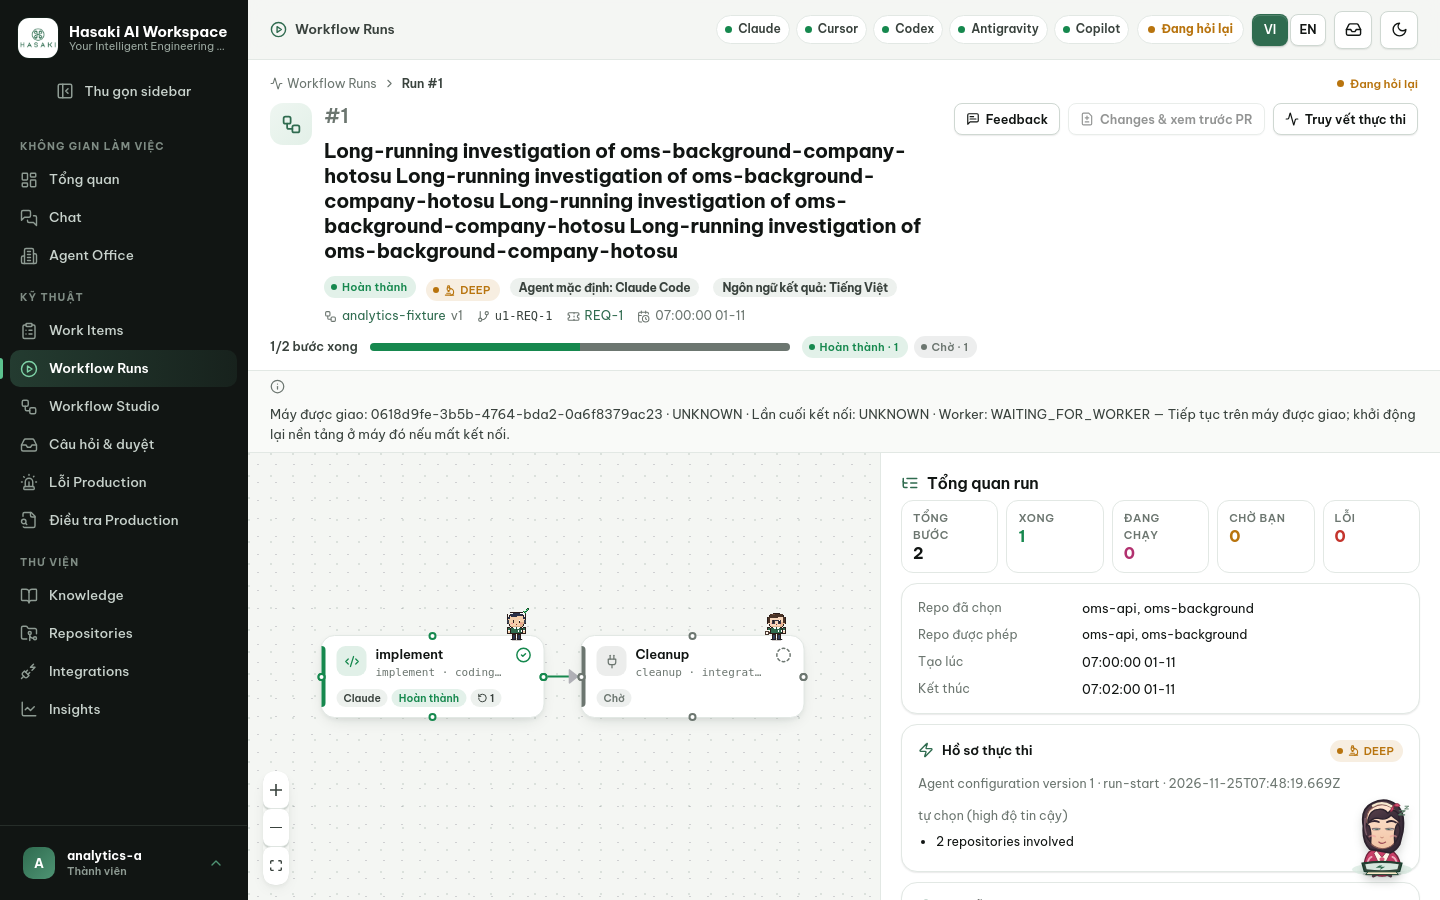 HASAKI
Hasaki AI Workspace
Your Intelligent Engineering ...
Thu gọn sidebar
KHÔNG GIAN LÀM VIỆC
Tổng quan
Chat
Agent Office
KỸ THUẬT
Work Items
Workflow Runs
Workflow Studio
Câu hỏi & duyệt
Lỗi Production
Điều tra Production
THƯ VIỆN
Knowledge
Repositories
Integrations
Insights
A
analytics-a
Thành viên
Workflow Runs
Claude
Cursor
Codex
Antigravity
Copilot
Đang hỏi lại
VI
EN
Workflow Runs
Run #1
Đang hỏi lại
#1
Feedback
Changes & xem trước PR
Truy vết thực thi
Long-running investigation of oms-background-company-
hotosu Long-running investigation of oms-background-
company-hotosu Long-running investigation of oms-
background-company-hotosu Long-running investigation of
oms-background-company-hotosu
Hoàn thành
DEEP
Agent mặc định: Claude Code
Ngôn ngữ kết quả: Tiếng Việt
analytics-fixture v1
u1-REQ-1
REQ-1
07:00:00 01-11
1/2 bước xong
Hoàn thành · 1
Chờ · 1
Máy được giao: 0618d9fe-3b5b-4764-bda2-0a6f8379ac23 · UNKNOWN · Lần cuối kết nối: UNKNOWN · Worker: WAITING_FOR_WORKER — Tiếp tục trên máy được giao; khởi động
lại nền tảng ở máy đó nếu mất kết nối.
implement
implement · coding…
Claude
Hoàn thành
1
Cleanup
cleanup · integrat…
Chờ
Tổng quan run
TỔNG BƯỚC
2
XONG
1
ĐANG CHẠY
0
CHỜ BẠN
0
LỖI
0
Repo đã chọn
oms-api, oms-background
Repo được phép
oms-api, oms-background
Tạo lúc
07:00:00 01-11
Kết thúc
07:02:00 01-11
Hồ sơ thực thi
DEEP
Agent configuration version 1 · run-start · 2026-11-25T07:48:19.669Z
tự chọn (high độ tin cậy)
• 2 repositories involved